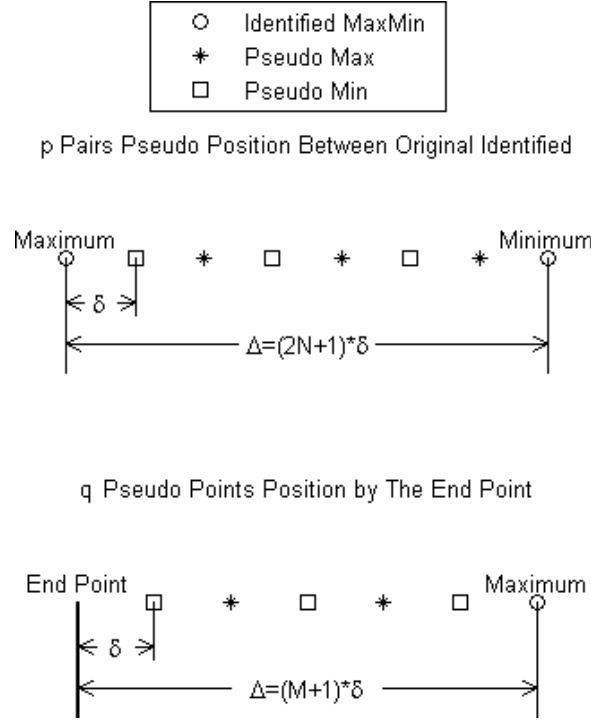 Identified MaxMin
Pseudo Max
Pseudo Min
p Pairs Pseudo Position Between Original Identified
Maximum Minimum
δ
Δ=(2N+1)*δ
q Pseudo Points Position by The End Point
End Point Maximum
δ
Δ=(M+1)*δ